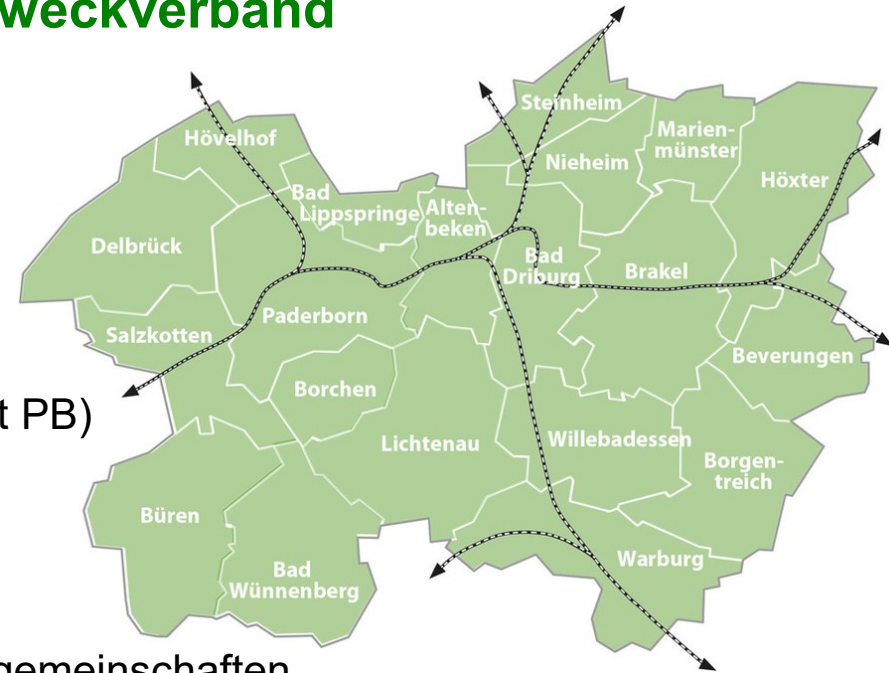 weckverband
Steinheim
Marien-
münster
Hövelhof
Nieheim
Höxter
Bad
Lippspringe
Alten-
beken
Delbrück
Bad
Driburg
Brakel
Paderborn
Salzkotten
Beverungen
Borchen
t PB)
Lichtenau
Willebadessen
Borgen-
treich
Büren
Warburg
Bad
Wünnenberg
gemeinschaften